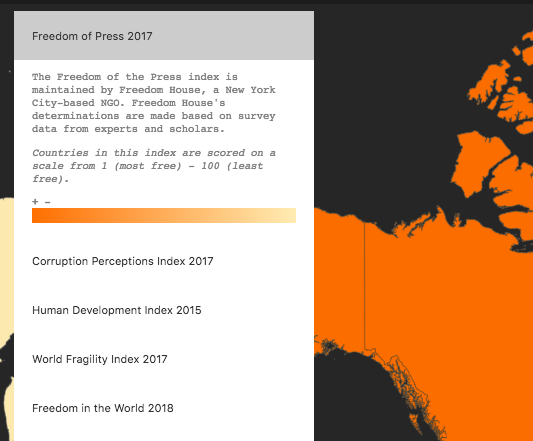 Freedom of Press 2017
The Freedom of the Press index is
maintained by Freedom House, a New York
City-based NGO. Freedom House's
determinations are made based on survey
data from experts and scholars.
Countries in this index are scored on a
scale from 1 (most free) - 100 (least
free).
+ -
Corruption Perceptions Index 2017
Human Development Index 2015
World Fragility Index 2017
Freedom in the World 2018